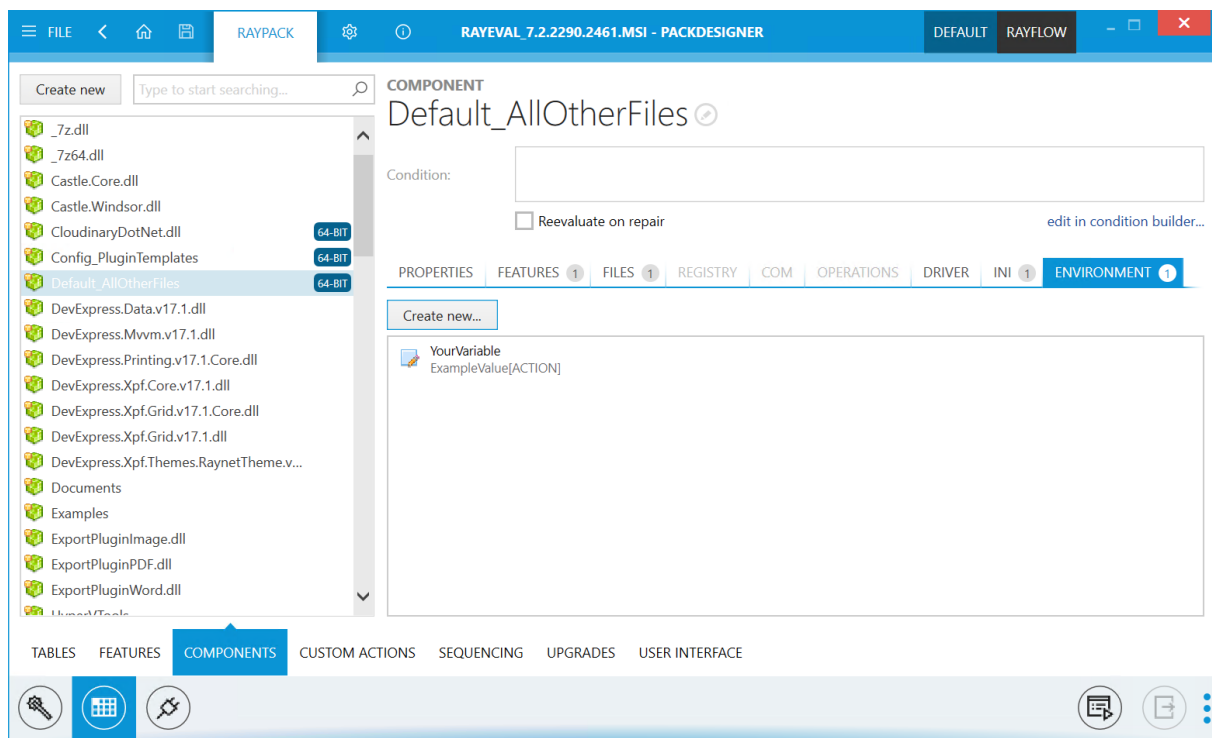 FILE
RAYPACK
RAYEVAL_7.2.2290.2461.MSI - PACKDESIGNER
DEFAULT
RAYFLOW
Create new
Type to start searching...
_7z.dll
_7z64.dll
Castle.Core.dll
Castle.Windsor.dll
CloudinaryDotNet.dll 64-BIT
Config_PluginTemplates 64-BIT
Default_AllOtherFiles 64-BIT
DevExpress.Data.v17.1.dll
DevExpress.Mvvm.v17.1.dll
DevExpress.Printing.v17.1.Core.dll
DevExpress.Xpf.Core.v17.1.dll
DevExpress.Xpf.Grid.v17.1.Core.dll
DevExpress.Xpf.Grid.v17.1.dll
DevExpress.Xpf.Themes.RaynetTheme.v...
Documents
Examples
ExportPluginImage.dll
ExportPluginPDF.dll
ExportPluginWord.dll
HyperVTools
COMPONENT
Default_AllOtherFiles
Condition:
Reevaluate on repair
edit in condition builder...
PROPERTIES FEATURES 1 FILES 1 REGISTRY COM OPERATIONS DRIVER INI 1 ENVIRONMENT 1
Create new...
YourVariable
ExampleValue[ACTION]
TABLES FEATURES COMPONENTS CUSTOM ACTIONS SEQUENCING UPGRADES USER INTERFACE